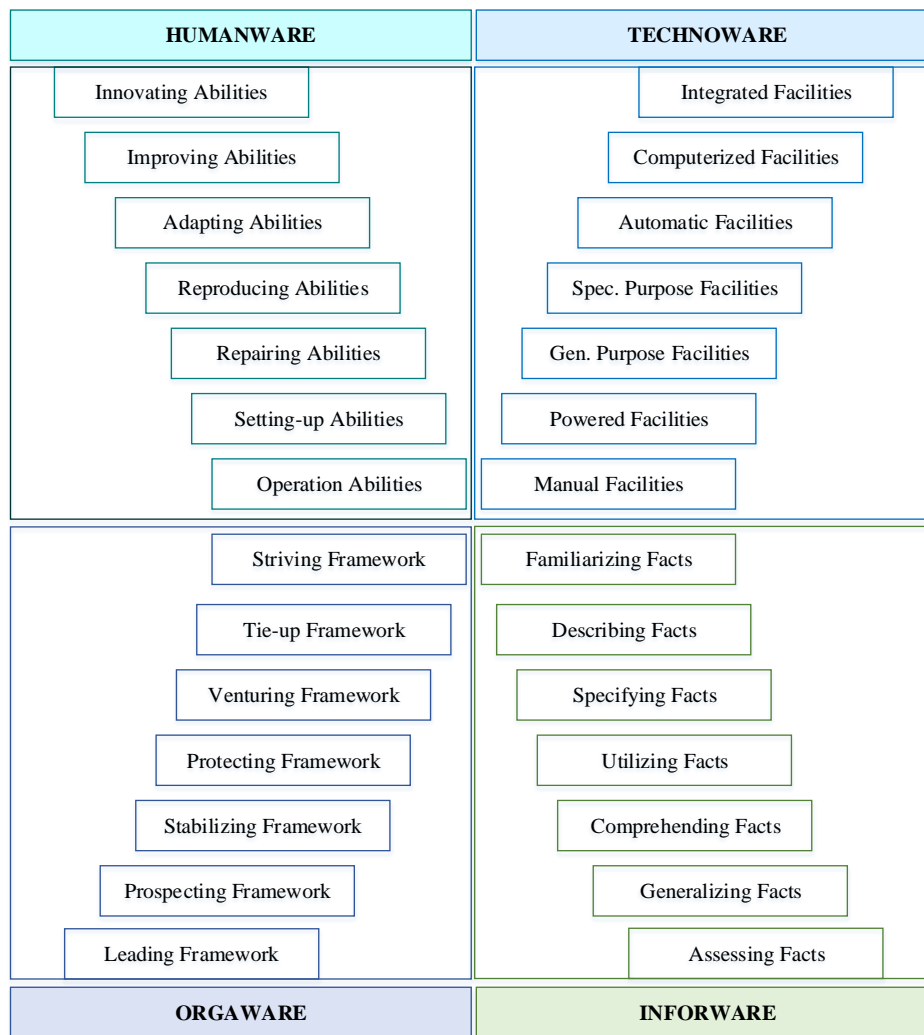 HUMANWARE
Innovating Abilities
Improving Abilities
Adapting Abilities
Reproducing Abilities
Repairing Abilities
Setting-up Abilities
Operation Abilities
TECHNOWARE
Integrated Facilities
Computerized Facilities
Automatic Facilities
Spec. Purpose Facilities
Gen. Purpose Facilities
Powered Facilities
Manual Facilities
Striving Framework
Tie-up Framework
Venturing Framework
Protecting Framework
Stabilizing Framework
Prospecting Framework
Leading Framework
ORGAWARE
Familiarizing Facts
Describing Facts
Specifying Facts
Utilizing Facts
Comprehending Facts
Generalizing Facts
Assessing Facts
INFORWARE